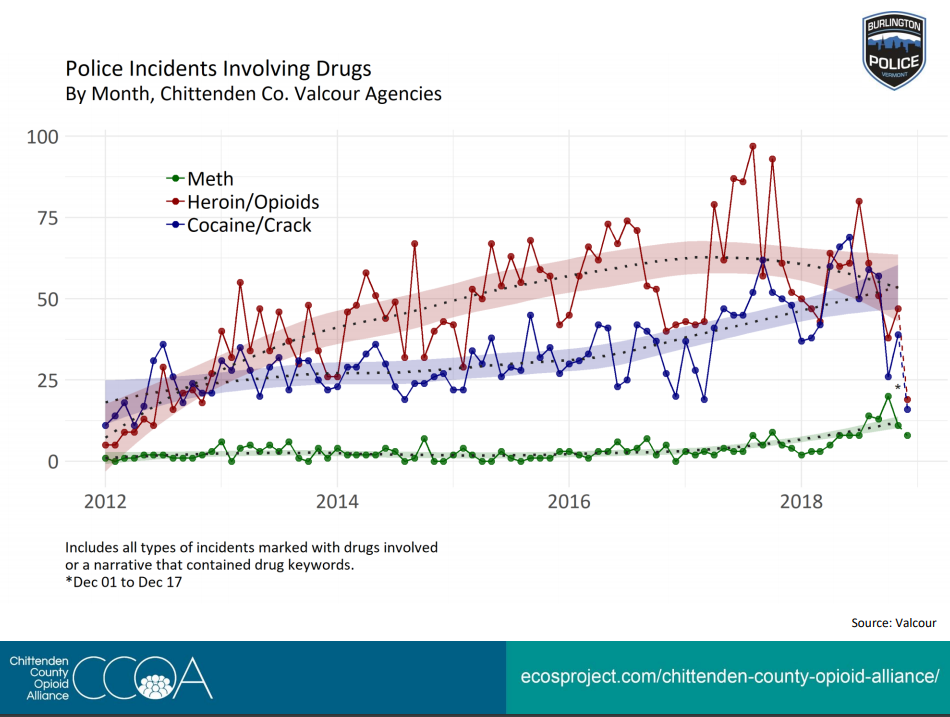 BURLINGTON
POLICE
VERMONT
Police Incidents Involving Drugs
By Month, Chittenden Co. Valcour Agencies
100
75
50
25
0
Meth
Heroin/Opioids
Cocaine/Crack
*
2012
2014
2016
2018
Includes all types of incidents marked with drugs involved
or a narrative that contained drug keywords.
*Dec 01 to Dec 17
Source: Valcour
Chittenden
County
Opioid
Alliance
CCOA
ecosproject.com/chittenden-county-opioid-alliance/